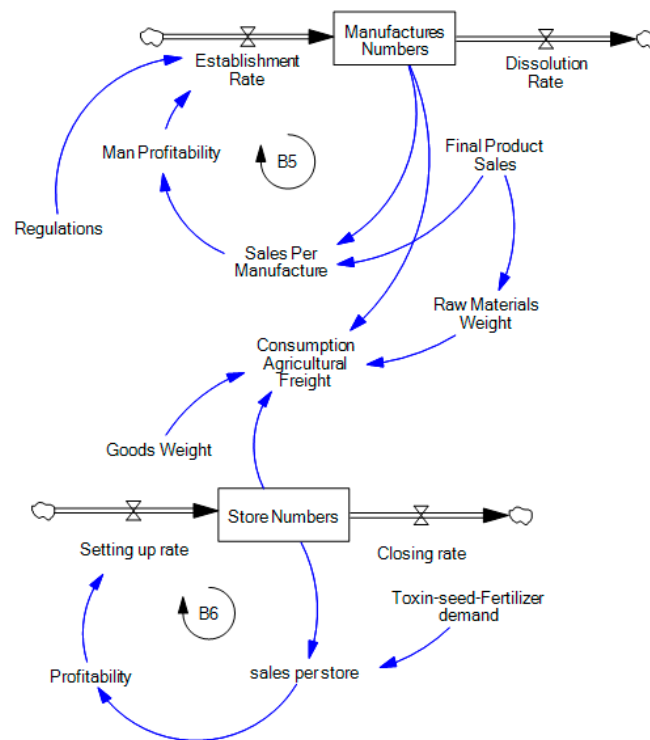 Manufactures
Numbers
Establishment
Rate
Dissolution
Rate
Man Profitability
B5
Final Product
Sales
Regulations
Sales Per
Manufacture
Raw Materials
Weight
Consumption
Agricultural
Freight
Goods Weight
Store Numbers
Setting up rate
Closing rate
B6
Toxin-seed-Fertilizer
demand
Profitability
sales per store